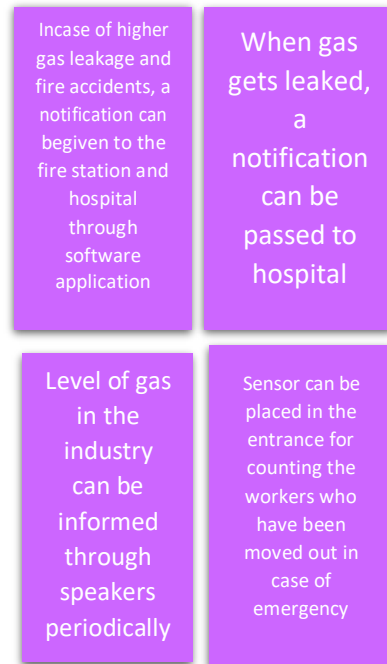 Incase of higher
gas leakage and
fire accidents, a
notification can
begiven to the
fire station and
hospital
through
software
application
When gas
gets leaked,
a
notification
can be
passed to
hospital
Level of gas
in the
industry
can be
informed
through
speakers
periodically
Sensor can be
placed in the
entrance for
counting the
workers who
have been
moved out in
case of
emergency